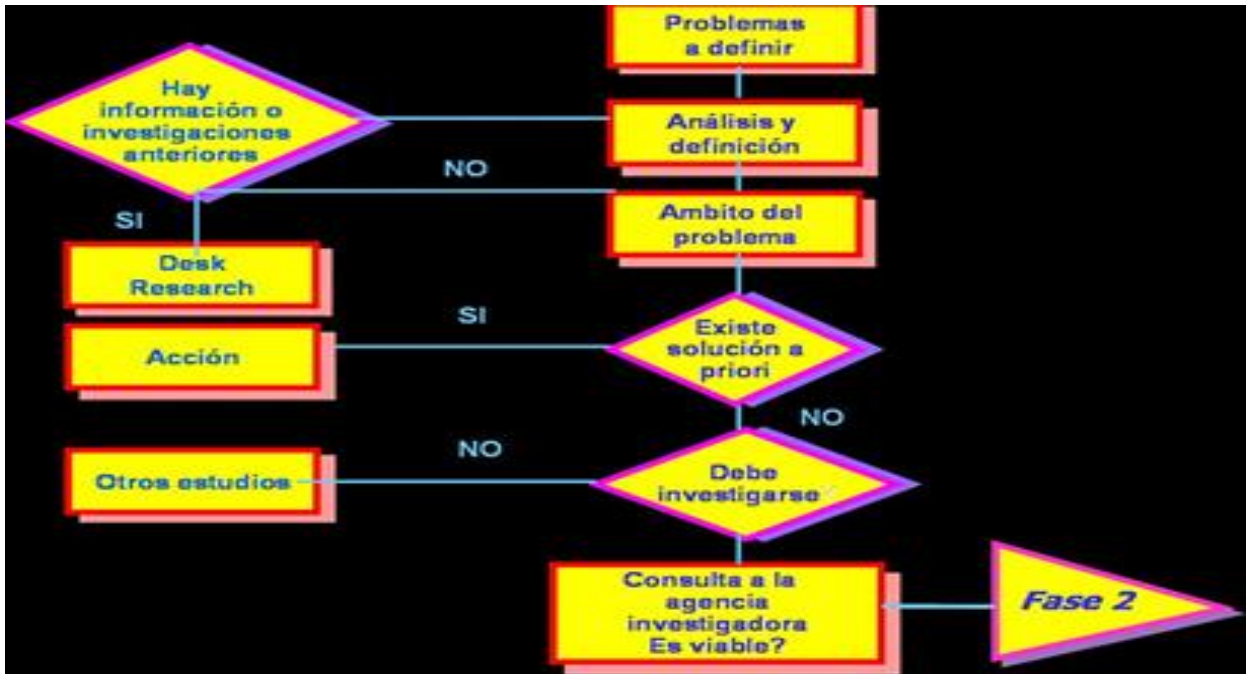 Problemas
a definir
Hay
información o
investigaciones
anteriores
Análisis y
definición
NO
SI
Ambito del
problema
Desk
Research
SI
Existe
solución a
priori
Acción
NO
NO
Otros estudios
Debe
investigarse
Consulta a la
agencia
investigadora
Es viable?
Fase 2